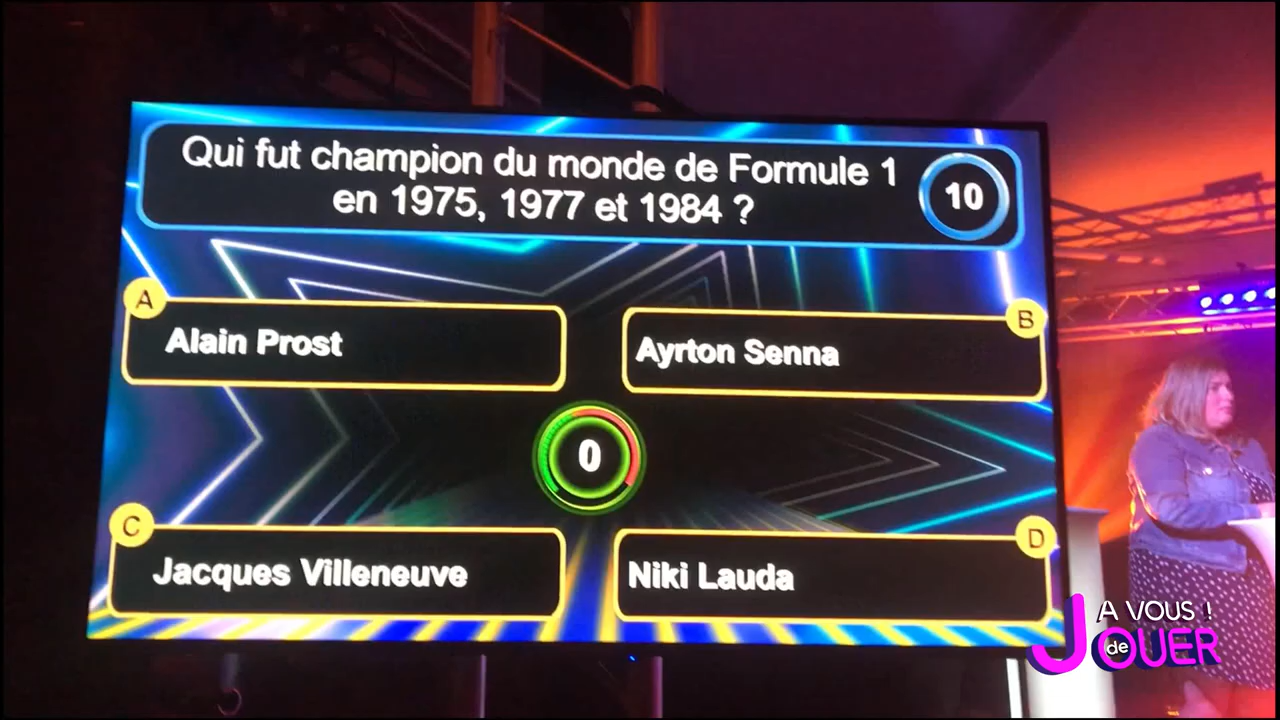 Qui fut champion du monde de Formule 1
en 1975, 1977 et 1984 ?
10
A
Alain Prost
B
Ayrton Senna
0
C
Jacques Villeneuve
D
Niki Lauda
A VOUS !
de
JOUER